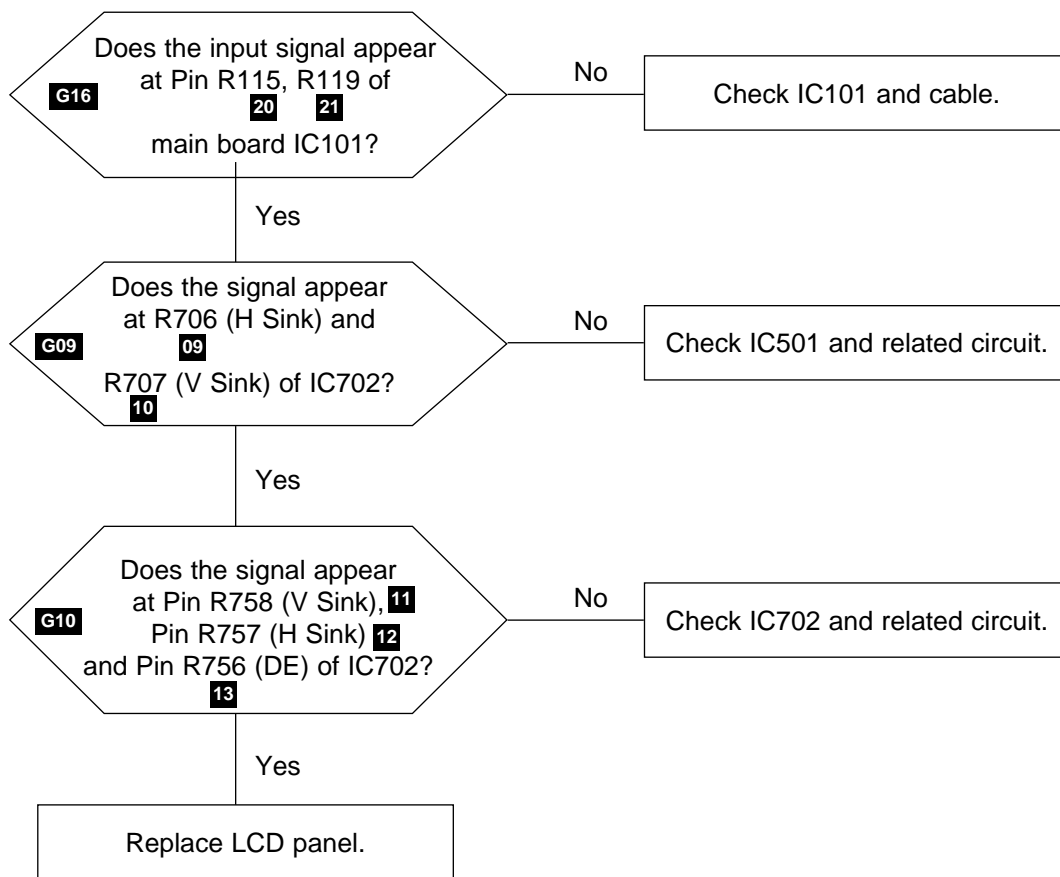 Does the input signal appear
at Pin R115, R119 of
G16
20 21
main board IC101?
No
Check IC101 and cable.
Yes
Does the signal appear
at R706 (H Sink) and
G09
09
R707 (V Sink) of IC702?
10
No
Check IC501 and related circuit.
Yes
Does the signal appear
at Pin R758 (V Sink), 11
G10
Pin R757 (H Sink) 12
and Pin R756 (DE) of IC702?
13
No
Check IC702 and related circuit.
Yes
Replace LCD panel.